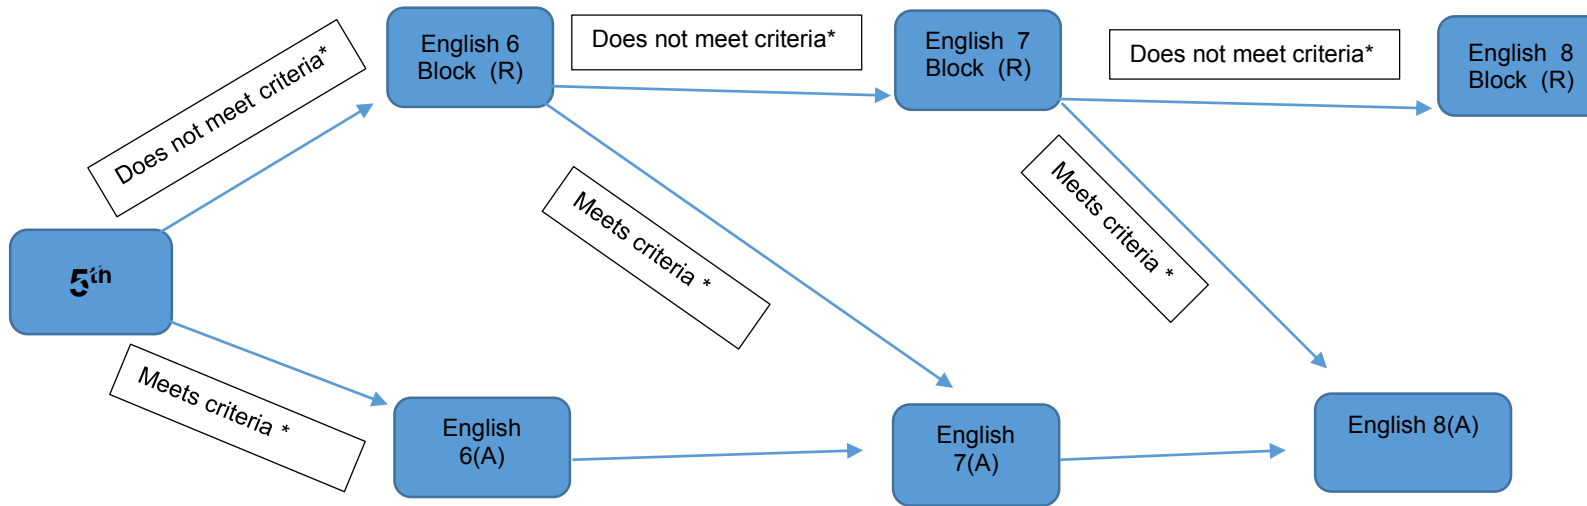 English 6
Block (R)
Does not meet criteria*
English 7
Block (R)
Does not meet criteria*
English 8
Block (R)
Does not meet criteria*
5th
Meets criteria *
Meets criteria *
Meets criteria *
English
6(A)
English
7(A)
English 8(A)